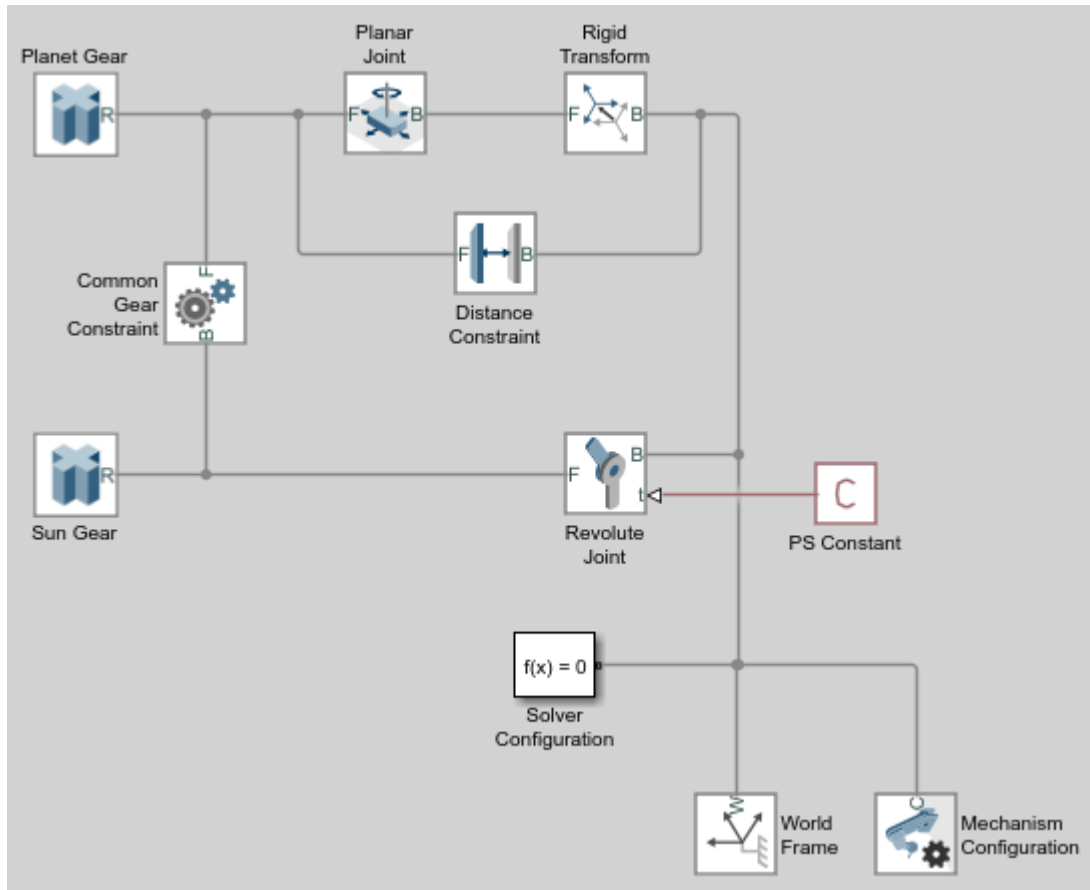 Planet Gear
Planar
Joint
Rigid
Transform
R
F
B
F
B
F
B
Distance
Constraint
Common
Gear
Constraint
F
B
Sun Gear
R
F
B
t
Revolute
Joint
C
PS Constant
f(x) = 0
Solver
Configuration
W
World
Frame
C
Mechanism
Configuration